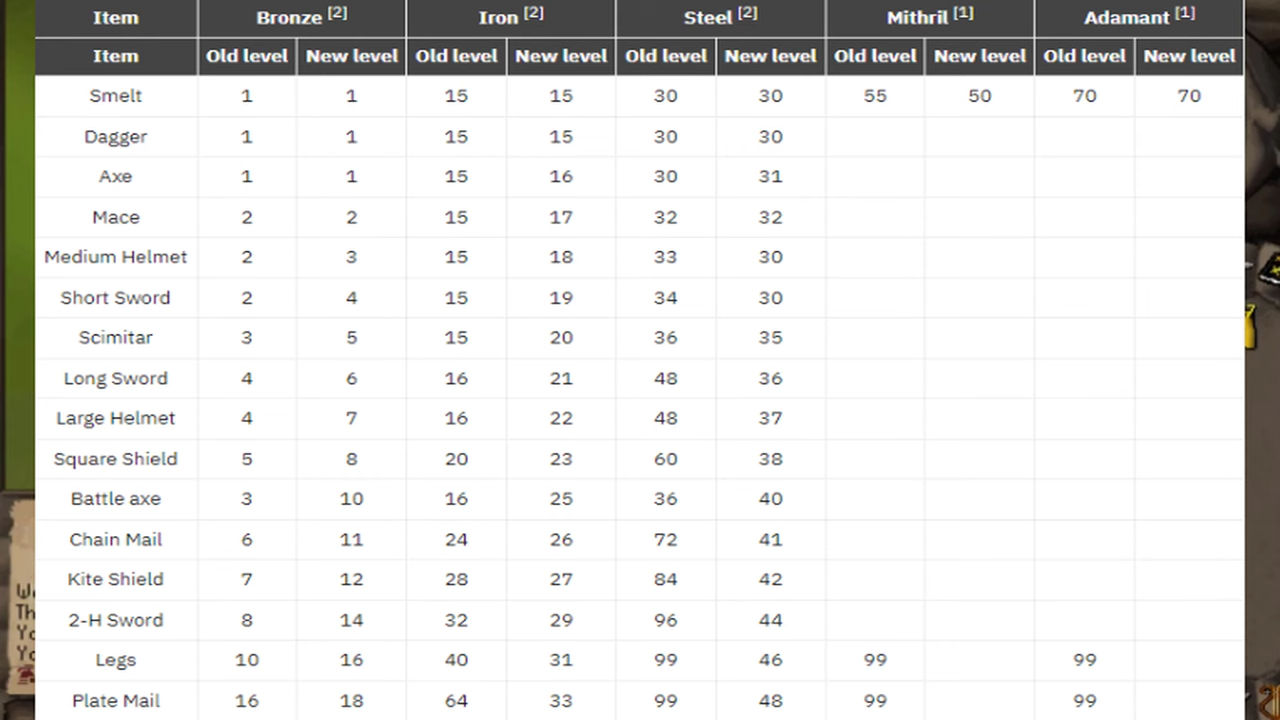 Item Bronze [2] Iron [2] Steel [2] Mithril [1] Adamant [1]
Item Old level New level Old level New level Old level New level Old level New level Old level New level
Smelt 1 1 15 15 30 30 55 50 70 70
Dagger 1 1 15 15 30 30
Axe 1 1 15 16 30 31
Mace 2 2 15 17 32 32
Medium Helmet 2 3 15 18 33 30
Short Sword 2 4 15 19 34 30
Scimitar 3 5 15 20 36 35
Long Sword 4 6 16 21 48 36
Large Helmet 4 7 16 22 48 37
Square Shield 5 8 20 23 60 38
Battle axe 3 10 16 25 36 40
Chain Mail 6 11 24 26 72 41
Kite Shield 7 12 28 27 84 42
2-H Sword 8 14 32 29 96 44
Legs 10 16 40 31 99 46 99 99
Plate Mail 16 18 64 33 99 48 99 99